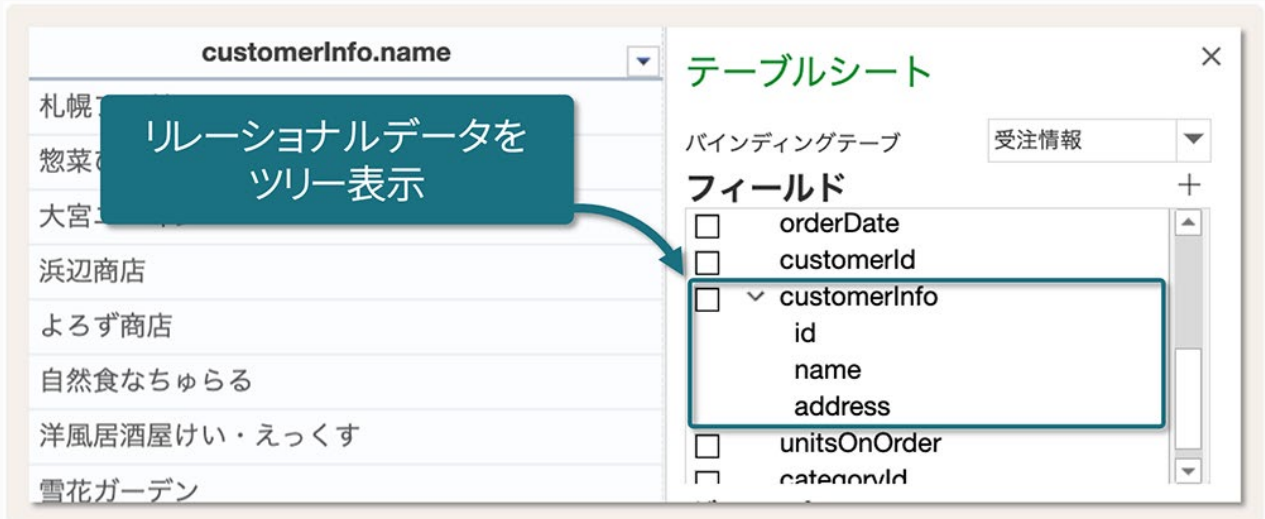 customerInfo.name
札幌
惣菜
大宮
浜辺商店
よろず商店
自然食なちゅらる
洋風居酒屋けい・えっくす
雪花ガーデン
リレーショナルデータを
ツリー表示
テーブルシート
バインディングテーブ
受注情報
フィールド
orderDate
customerId
customerInfo
id
name
address
unitsOnOrder
categoryId